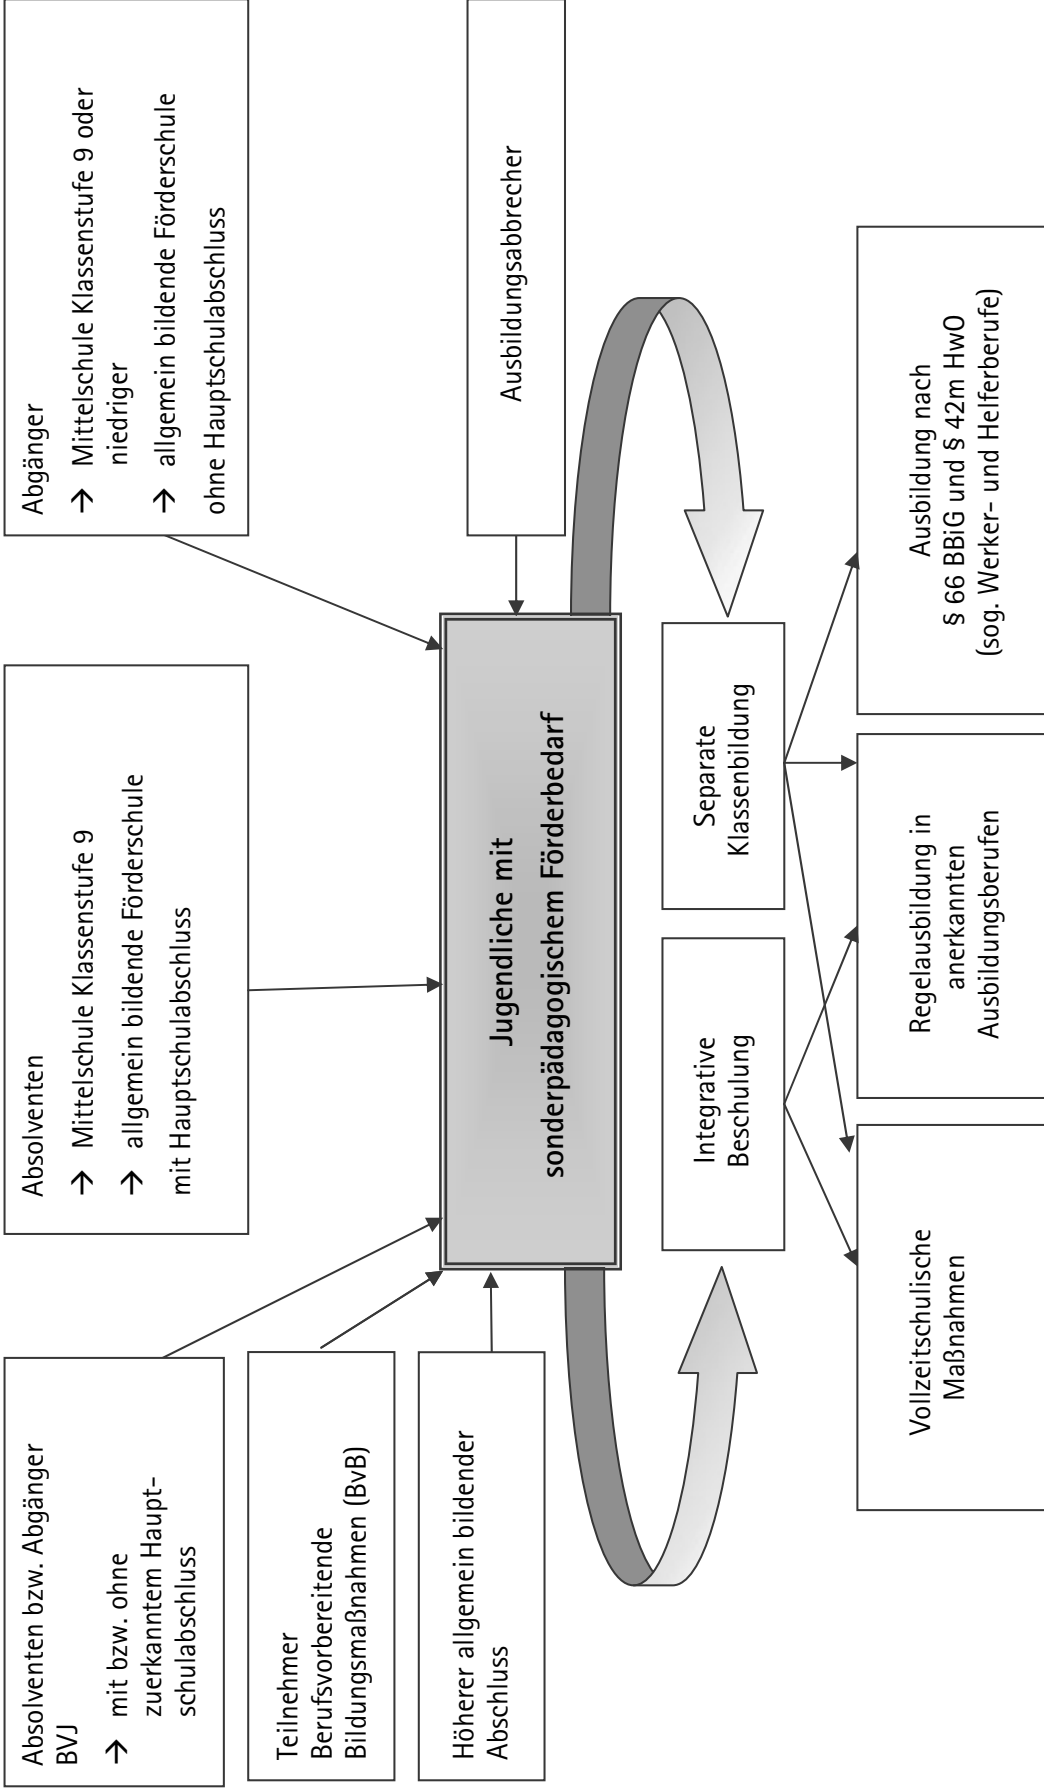 Absolventen bzw. Abgänger
BVJ
→ mit bzw. ohne
zuerkanntem Haupt-
schulabschluss
Absolventen
→ Mittelschule Klassenstufe 9
→ allgemein bildende Förderschule
mit Hauptschulabschluss
Abgänger
→ Mittelschule Klassenstufe 9 oder
niedriger
→ allgemein bildende Förderschule
ohne Hauptschulabschluss
Teilnehmer
Berufsvorbereitende
Bildungsmaßnahmen (BvB)
Höherer allgemein bildender
Abschluss
Ausbildungsabbrecher
Jugendliche mit
sonderpädagogischem Förderbedarf
Integrative
Beschulung
Separate
Klassenbildung
Vollzeitschulische
Maßnahmen
Regelausbildung in
anerkannten
Ausbildungsberufen
Ausbildung nach
§ 66 BBiG und § 42m HwO
(sog. Werker- und Helferberufe)